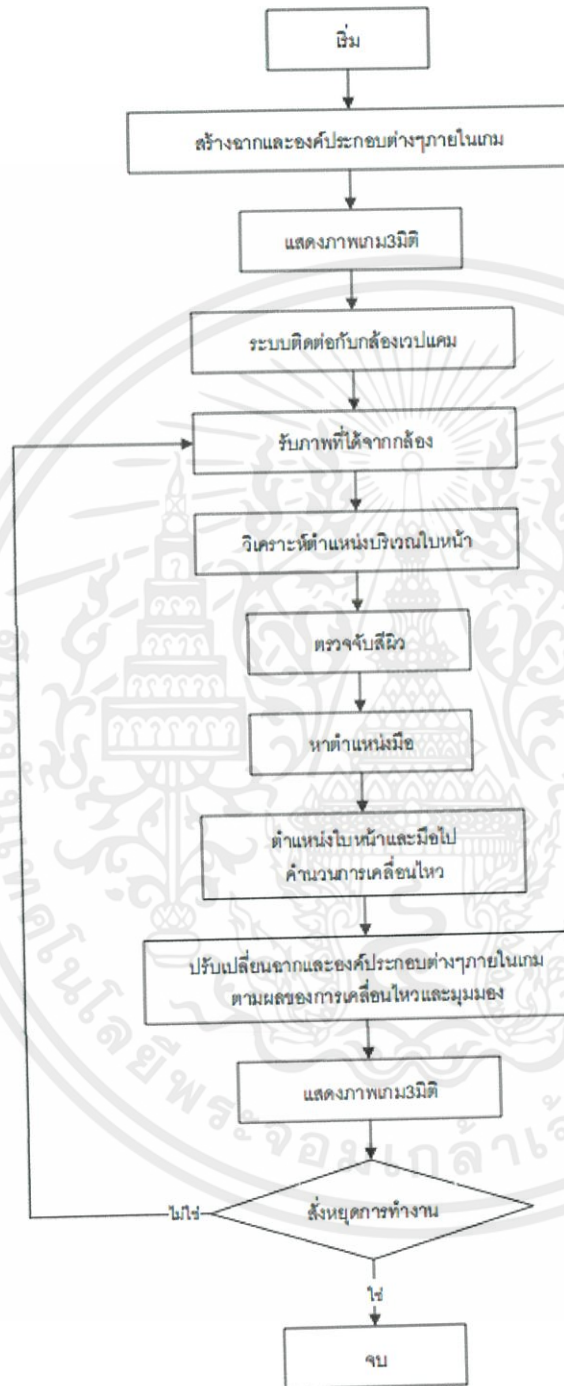 เริ่ม
สร้างฉากและองค์ประกอบต่างๆภายในเกม
แสดงภาพเกม3มิติ
ระบบติดต่อกับกล้องเวปแคม
รับภาพที่ได้จากกล้อง
วิเคราะห์ตำแหน่งบริเวณใบหน้า
ตรวจจับสีผิว
หาตำแหน่งมือ
ตำแหน่งใบหน้าและมือไป
คำนวนการเคลื่อนไหว
ปรับเปลี่ยนฉากและองค์ประกอบต่างๆภายในเกม
ตามผลของการเคลื่อนไหวและมุมมอง
แสดงภาพเกม3มิติ
ไม่ใช่
สั่งหยุดการทำงาน
ใช่
จบ